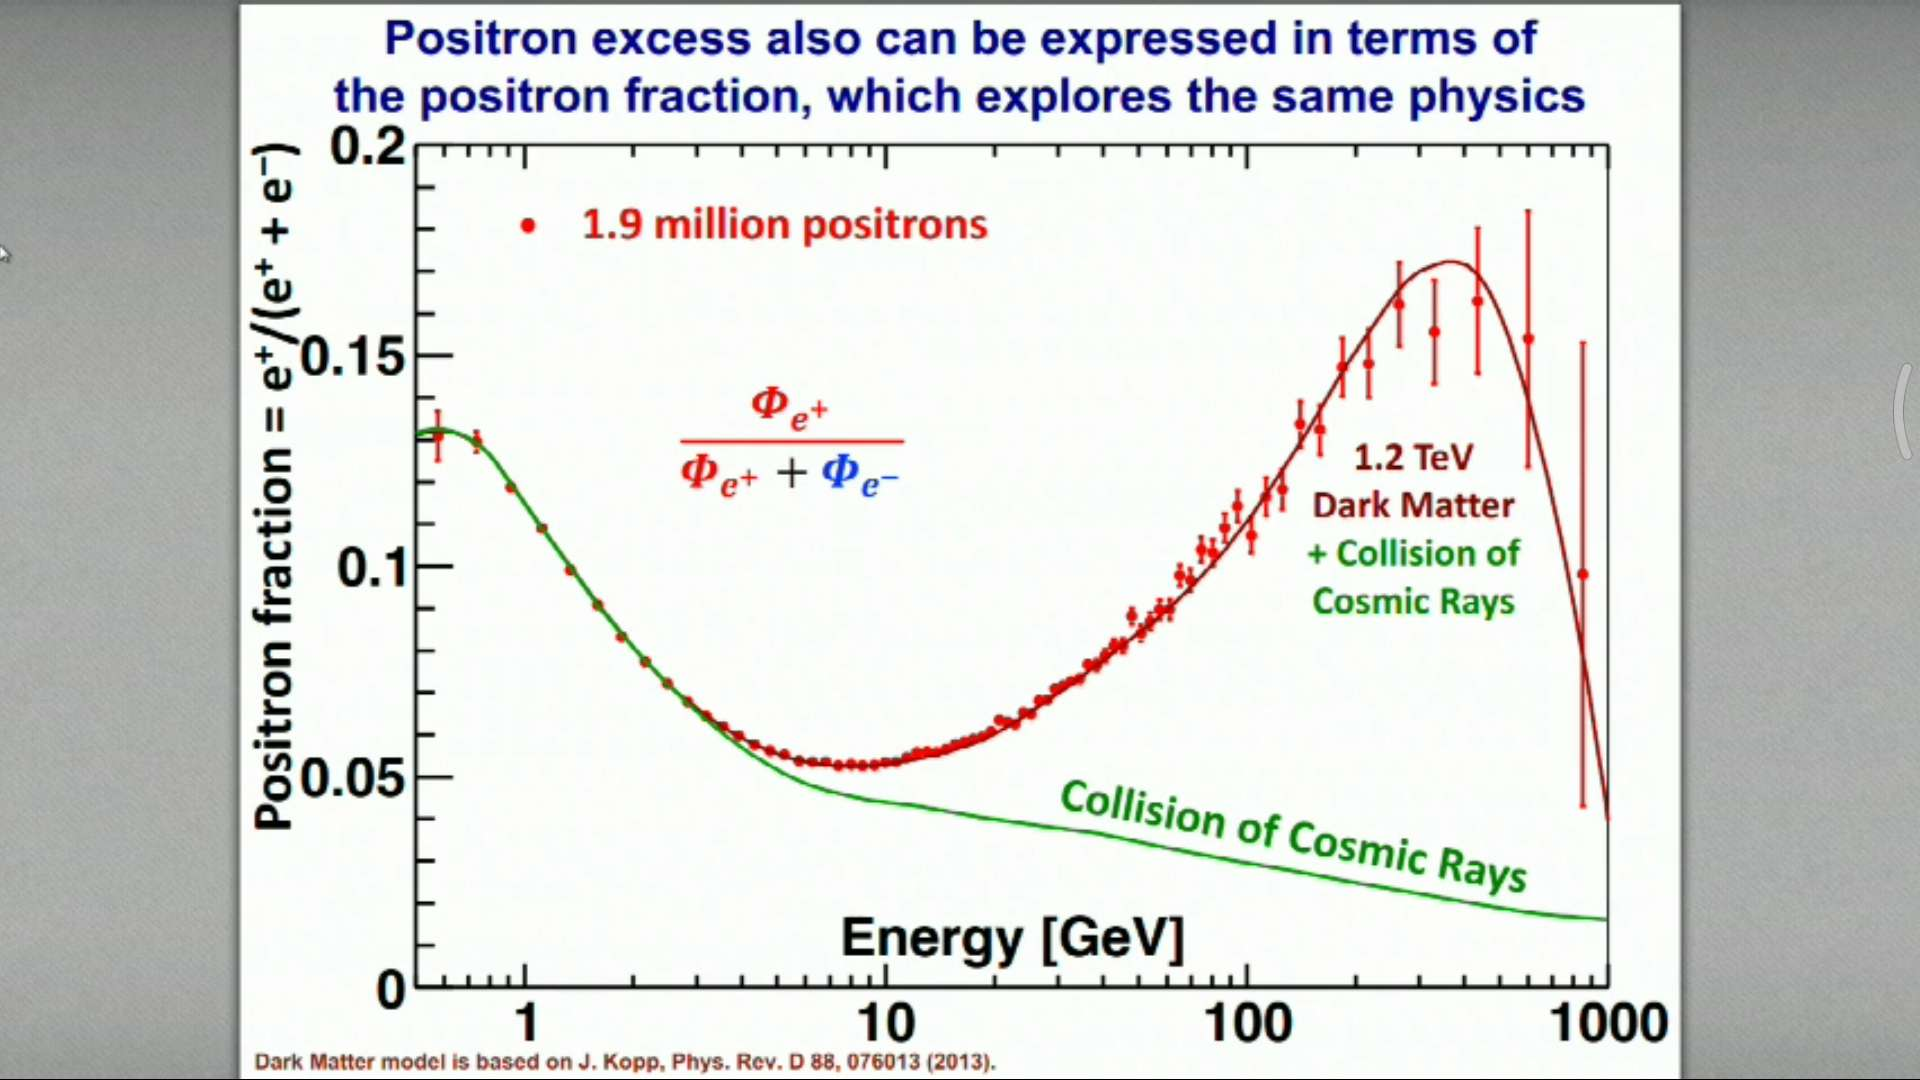 Positron excess also can be expressed in terms of
the positron fraction, which explores the same physics
Positron fraction = e⁺/(e⁺ + e⁻)
0.2
0.15
0.1
0.05
0
1.9 million positrons
Φe⁺
Φe⁺ + Φe⁻
1.2 TeV
Dark Matter
+ Collision of
Cosmic Rays
Collision of Cosmic Rays
Energy [GeV]
1 10 100 1000
Dark Matter model is based on J. Kopp, Phys. Rev. D 88, 076013 (2013).